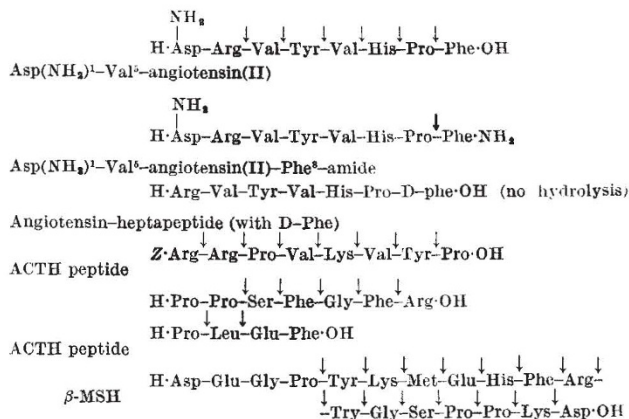 NH₂
H·Asp–Arg–Val–Tyr–Val–His–Pro–Phe·OH
Asp(NH₂)¹–Val⁵–angiotensin(II)
NH₂
H·Asp–Arg–Val–Tyr–Val–His–Pro–Phe·NH₂
Asp(NH₂)¹–Val⁵–angiotensin(II)–Phe⁸–amide
H·Arg–Val–Tyr–Val–His–Pro–D–phe·OH (no hydrolysis)
Angiotensin–heptapeptide (with D–Phe)
Z·Arg–Arg–Pro–Val–Lys–Val–Tyr–Pro·OH
ACTH peptide
H·Pro–Pro–Ser–Phe–Gly–Phe–Arg·OH
H·Pro–Leu–Glu–Phe·OH
ACTH peptide
H·Asp–Glu–Gly–Pro–Tyr–Lys–Met–Glu–His–Phe–Arg–
β-MSH
–Try–Gly–Ser–Pro–Pro–Lys–Asp·OH